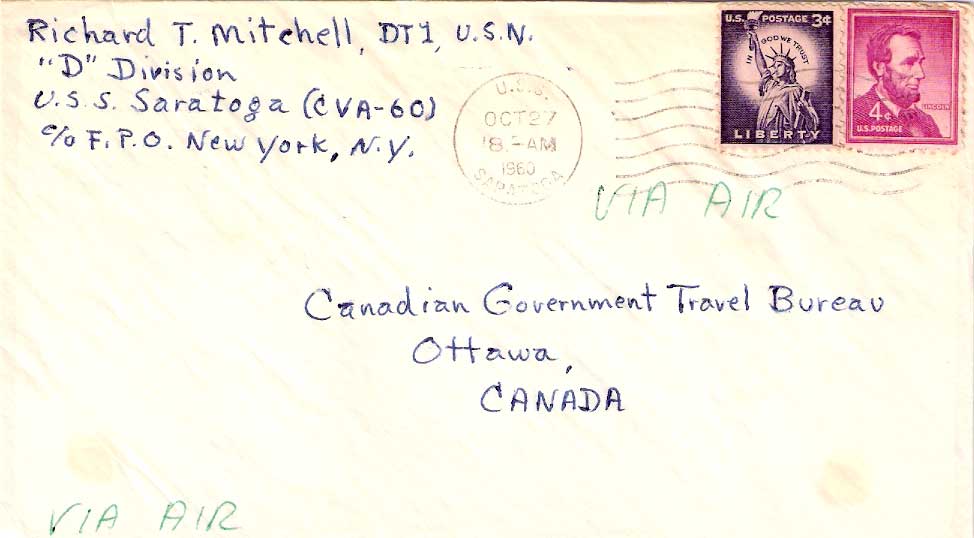 Richard T. Mitchell, DT1, U.S.N.
"D" Division
U.S.S. Saratoga (CVA-60)
c/o F.P.O. New York, N.Y.
U.S.S.
OCT 27
8-AM
1960
SARATOGA
U.S. POSTAGE 3¢
IN GOD WE TRUST
LIBERTY
LINCOLN
4¢
U.S. POSTAGE
VIA AIR
Canadian Government Travel Bureau
Ottawa,
CANADA
VIA AIR